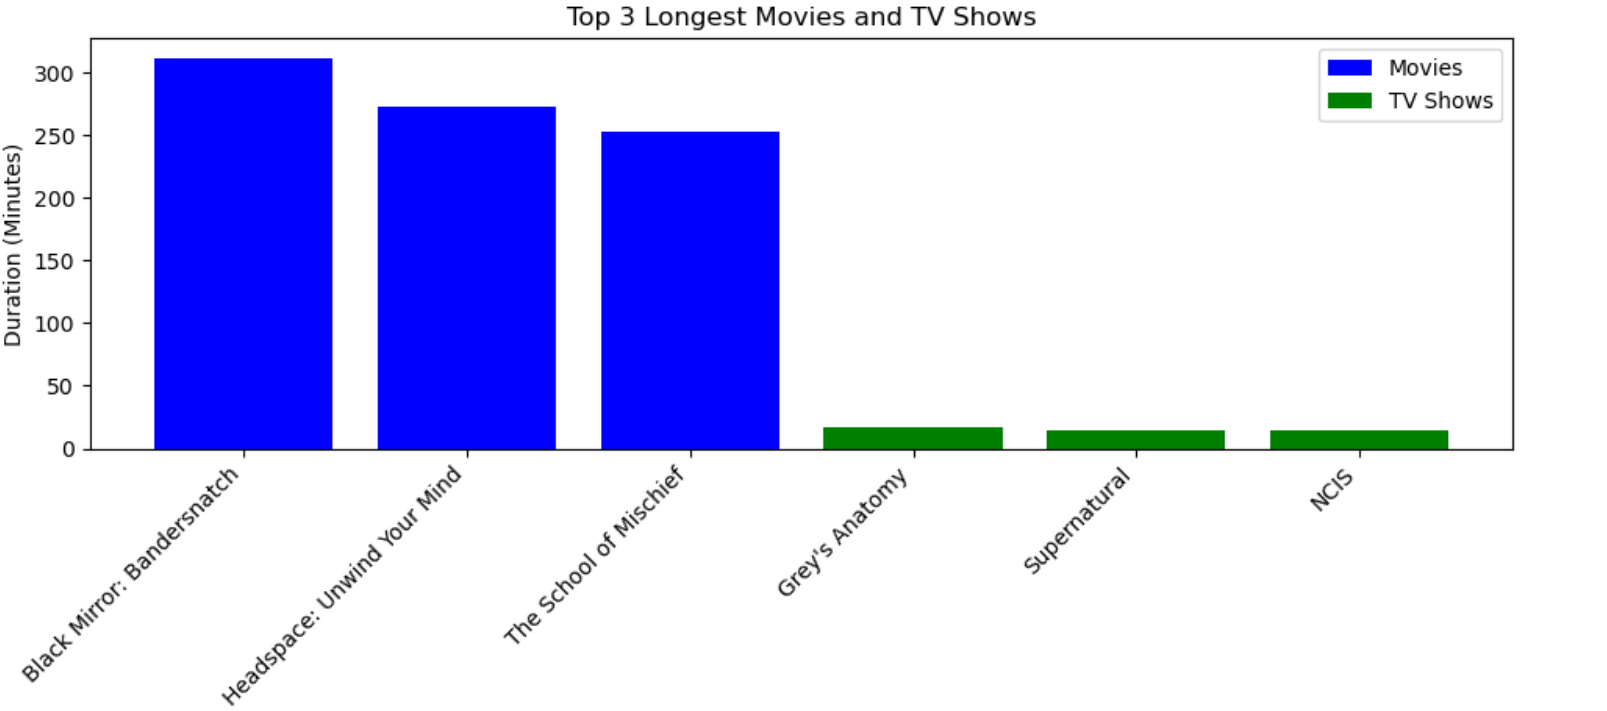 Top 3 Longest Movies and TV Shows
Duration (Minutes)
300
250
200
150
100
50
0
Movies
TV Shows
Black Mirror: Bandersnatch
Headspace: Unwind Your Mind
The School of Mischief
Grey's Anatomy
Supernatural
NCIS